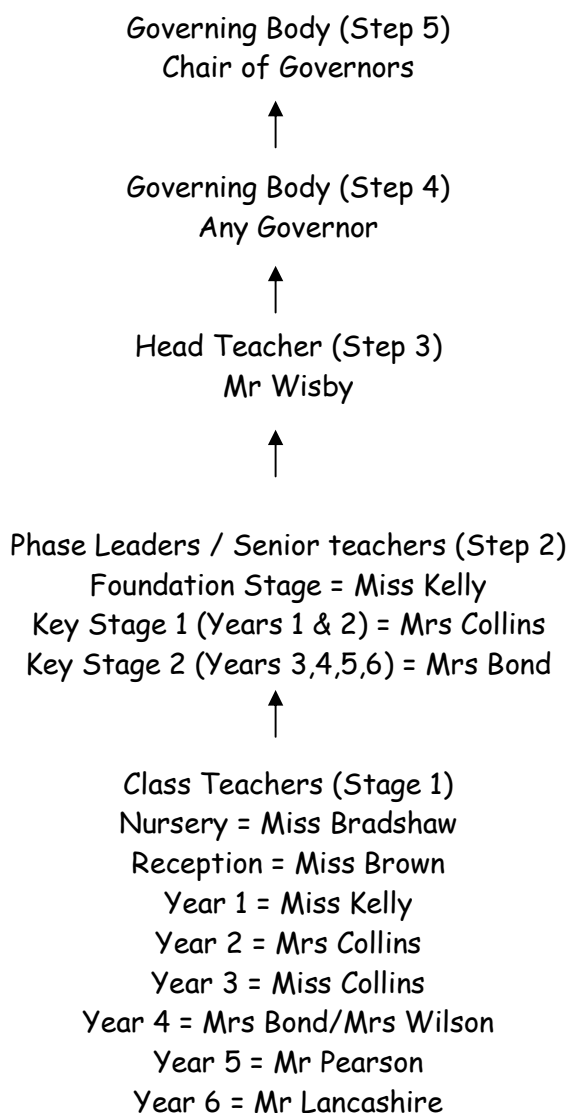 Governing Body (Step 5)
Chair of Governors
Governing Body (Step 4)
Any Governor
Head Teacher (Step 3)
Mr Wisby
Phase Leaders / Senior teachers (Step 2)
Foundation Stage = Miss Kelly
Key Stage 1 (Years 1 & 2) = Mrs Collins
Key Stage 2 (Years 3,4,5,6) = Mrs Bond
Class Teachers (Stage 1)
Nursery = Miss Bradshaw
Reception = Miss Brown
Year 1 = Miss Kelly
Year 2 = Mrs Collins
Year 3 = Miss Collins
Year 4 = Mrs Bond/Mrs Wilson
Year 5 = Mr Pearson
Year 6 = Mr Lancashire